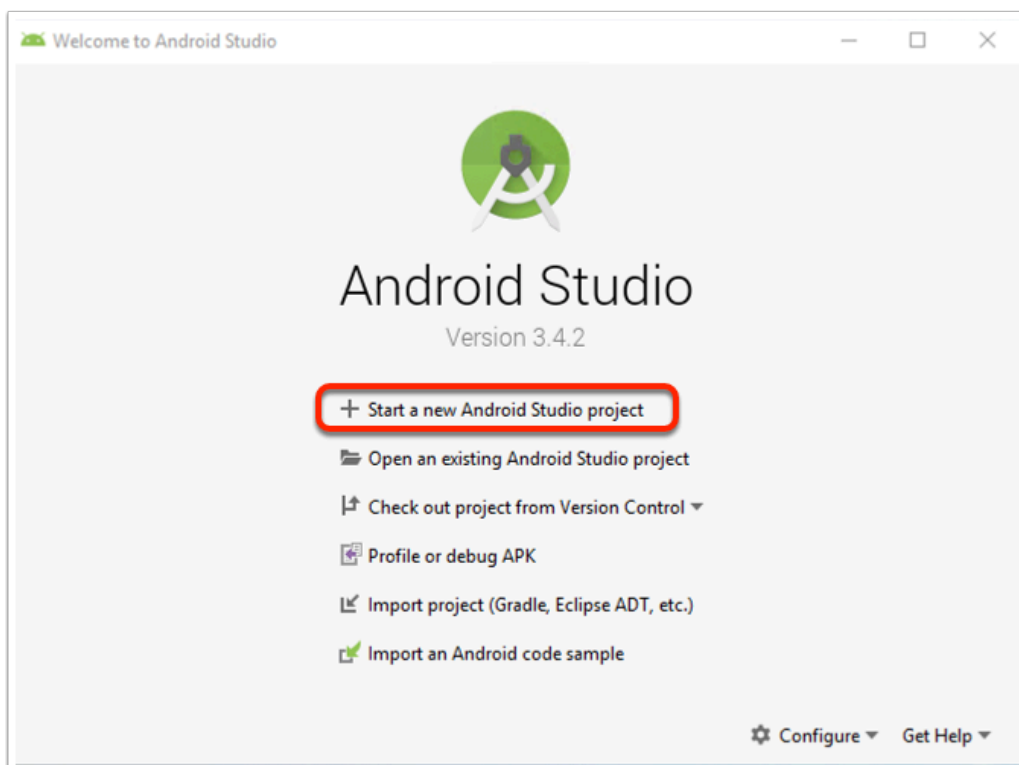 Welcome to Android Studio
Android Studio
Version 3.4.2
Start a new Android Studio project
Open an existing Android Studio project
Check out project from Version Control
Profile or debug APK
Import project (Gradle, Eclipse ADT, etc.)
Import an Android code sample
Configure Get Help